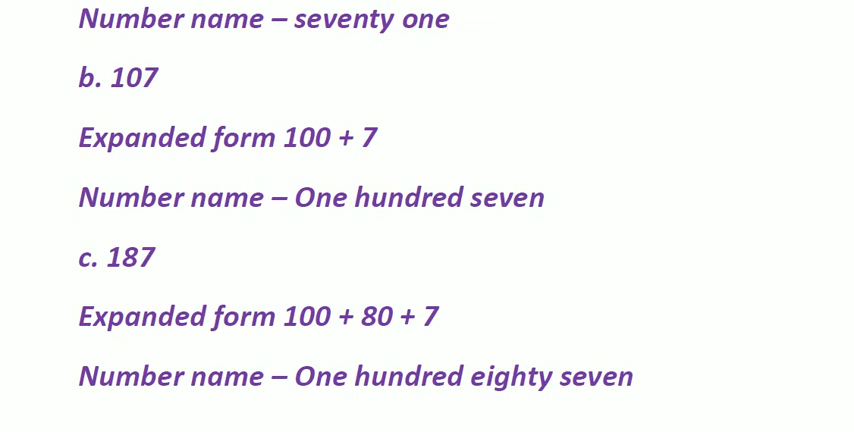 Number name – seventy one
b. 107
Expanded form 100 + 7
Number name – One hundred seven
c. 187
Expanded form 100 + 80 + 7
Number name – One hundred eighty seven